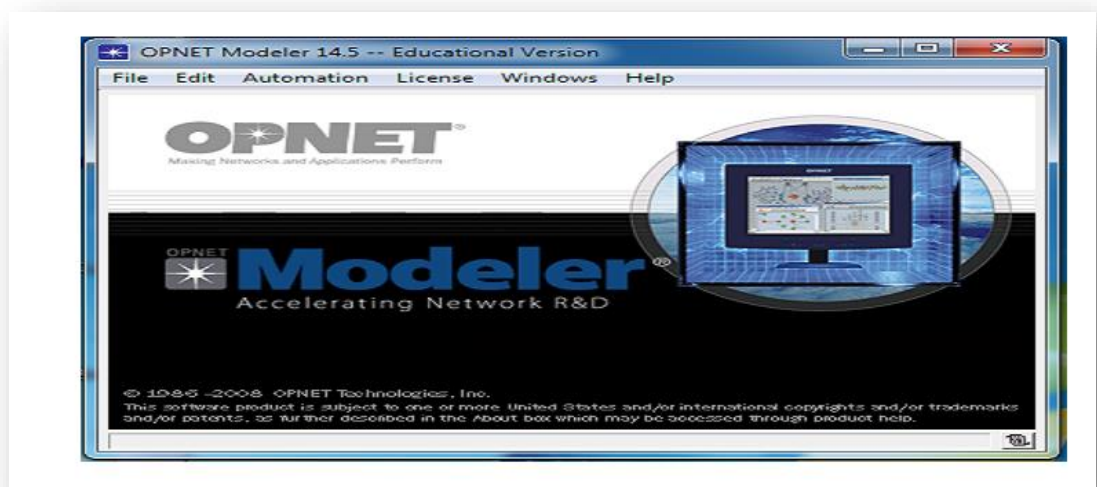 OPNET Modeler 14.5 -- Educational Version
File Edit Automation License Windows Help
OPNET®
Making Networks and Applications Perform
OPNET
Modeler®
Accelerating Network R&D
© 1986-2008 OPNET Technologies, Inc.
This software product is subject to one or more United States and/or international copyrights and/or trademarks
and/or patents, as further described in the About box which may be accessed through product help.